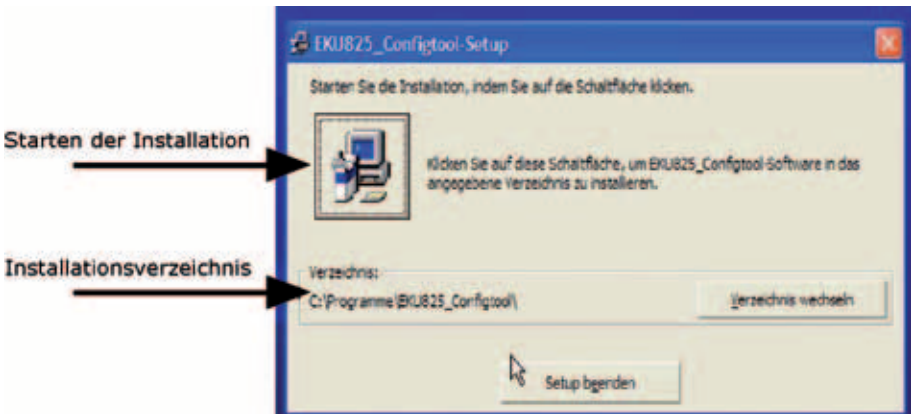 EKU825_Configtool-Setup
Starten Sie die Installation, indem Sie auf die Schaltfläche klicken.
Starten der Installation
Klicken Sie auf diese Schaltfläche, um EKU825_Configtool-Software in das
angegebene Verzeichnis zu installieren.
Installationsverzeichnis
Verzeichnis:
C:\Programme\EKU825_Configtool\
Verzeichnis wechseln
Setup beenden